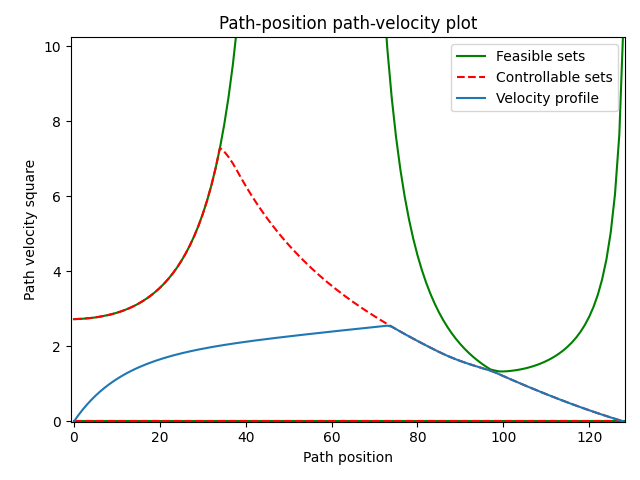 Path-position path-velocity plot
Feasible sets
Controllable sets
Velocity profile
10
8
6
4
2
0
Path velocity square
0 20 40 60 80 100 120
Path position